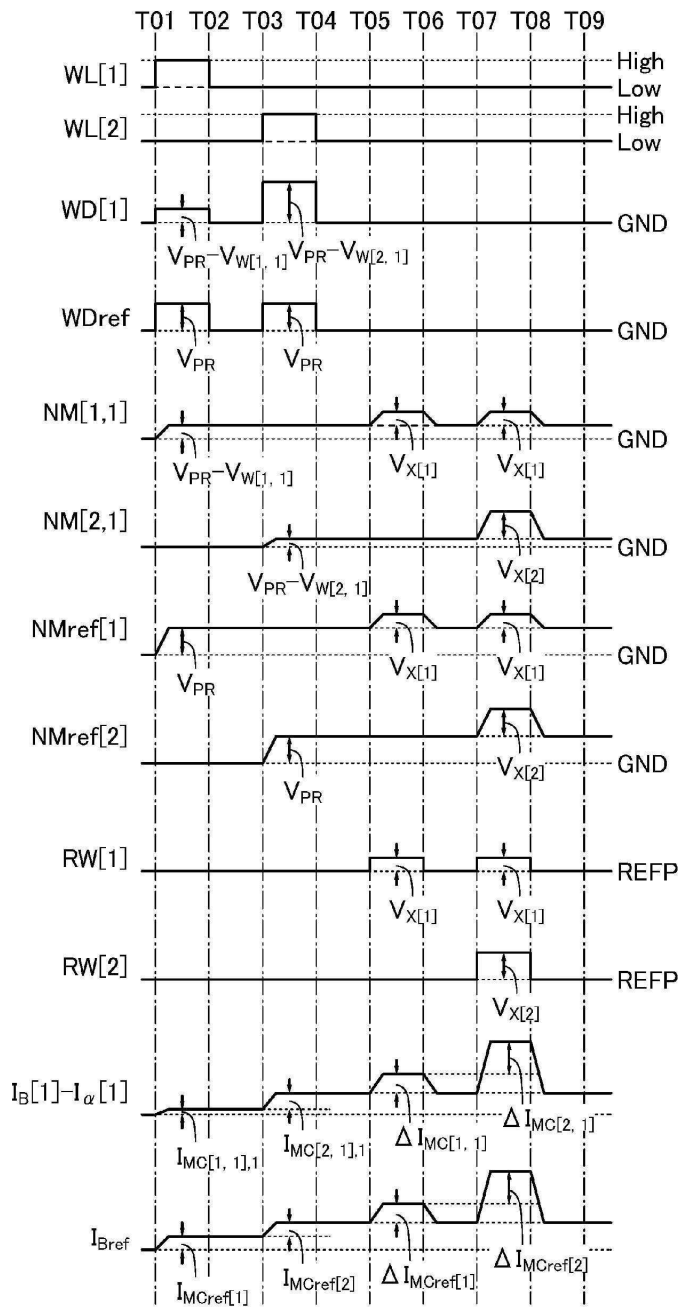 T01 T02 T03 T04 T05 T06 T07 T08 T09
WL[1] High
Low
WL[2] High
Low
WD[1] GND
V_PR−V_W[1, 1] V_PR−V_W[2, 1]
WDref GND
V_PR V_PR
NM[1,1] GND
V_PR−V_W[1, 1] V_X[1] V_X[1]
NM[2,1] GND
V_PR−V_W[2, 1] V_X[2]
NMref[1] GND
V_PR V_X[1] V_X[1]
NMref[2] GND
V_PR V_X[2]
RW[1] REFP
V_X[1] V_X[1]
RW[2] REFP
V_X[2]
I_B[1]−I_α[1]
I_MC[1, 1],1 I_MC[2, 1],1 Δ I_MC[1, 1] Δ I_MC[2, 1]
I_Bref
I_MCref[1] I_MCref[2] Δ I_MCref[1] Δ I_MCref[2]